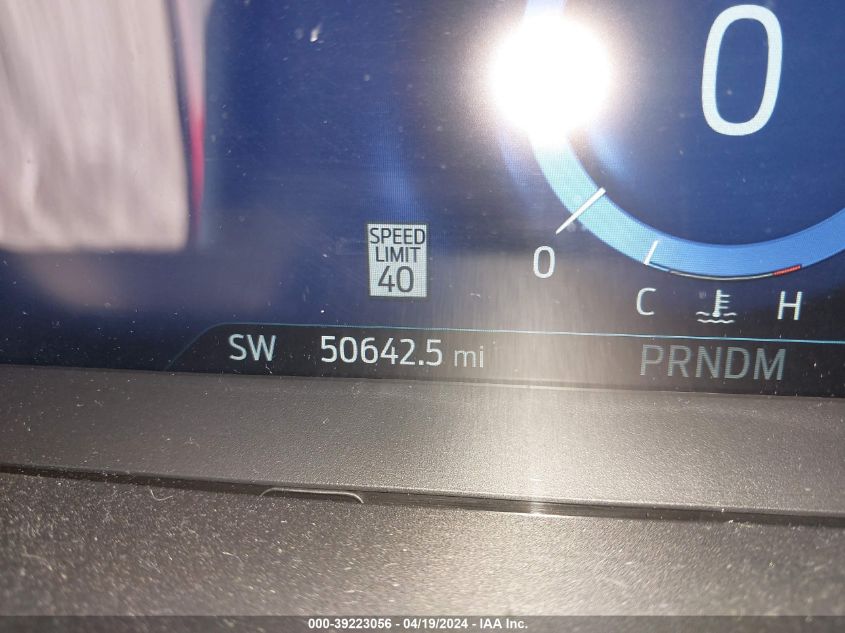 0
SPEED
LIMIT
40
0
C H
SW 50642.5 mi PRNDM
000-39223056 - 04/19/2024 - IAA Inc.